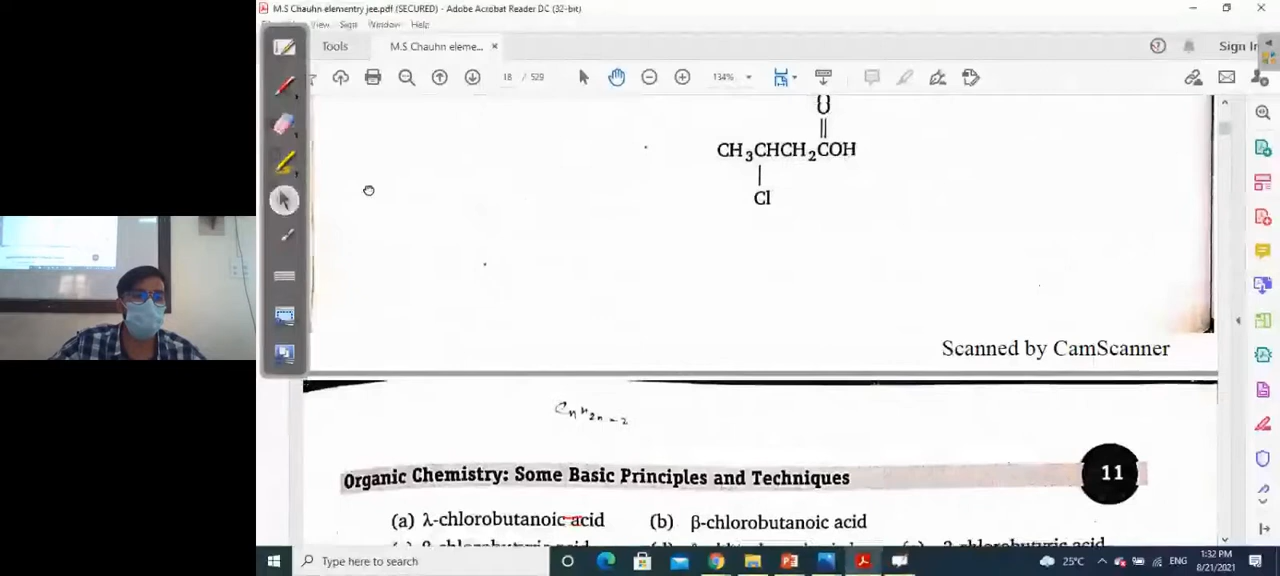 M.S Chauhn elementry jee.pdf (SECURED) - Adobe Acrobat Reader DC (32-bit)
View Sign Window Help
Tools M.S Chauhn eleme... × Sign In
18 / 529 134%
O
||
CH₃CHCH₂COH
|
Cl
Scanned by CamScanner
CnH2n-2
Organic Chemistry: Some Basic Principles and Techniques 11
(a) λ-chlorobutanoic acid (b) β-chlorobutanoic acid
Type here to search 25°C ENG 1:32 PM
8/21/2021